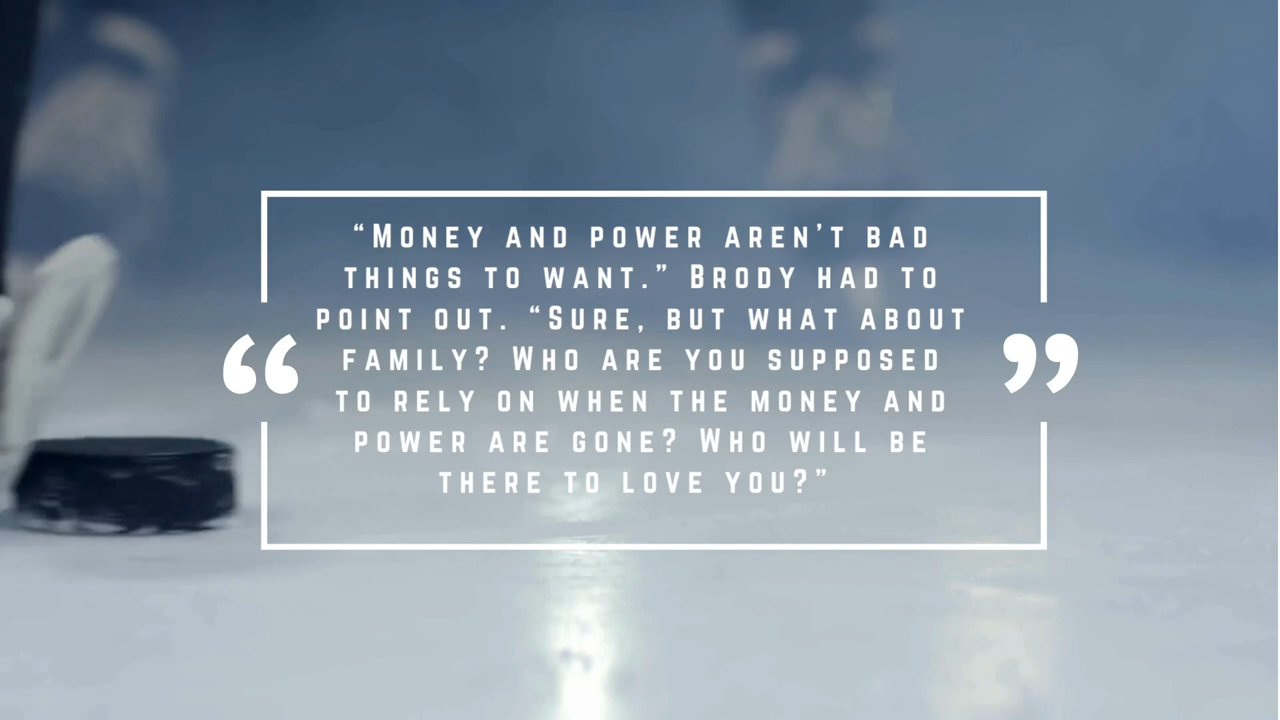 “Money and power aren’t bad
things to want.” Brody had to
point out. “Sure, but what about
family? Who are you supposed
to rely on when the money and
power are gone? Who will be
there to love you?”